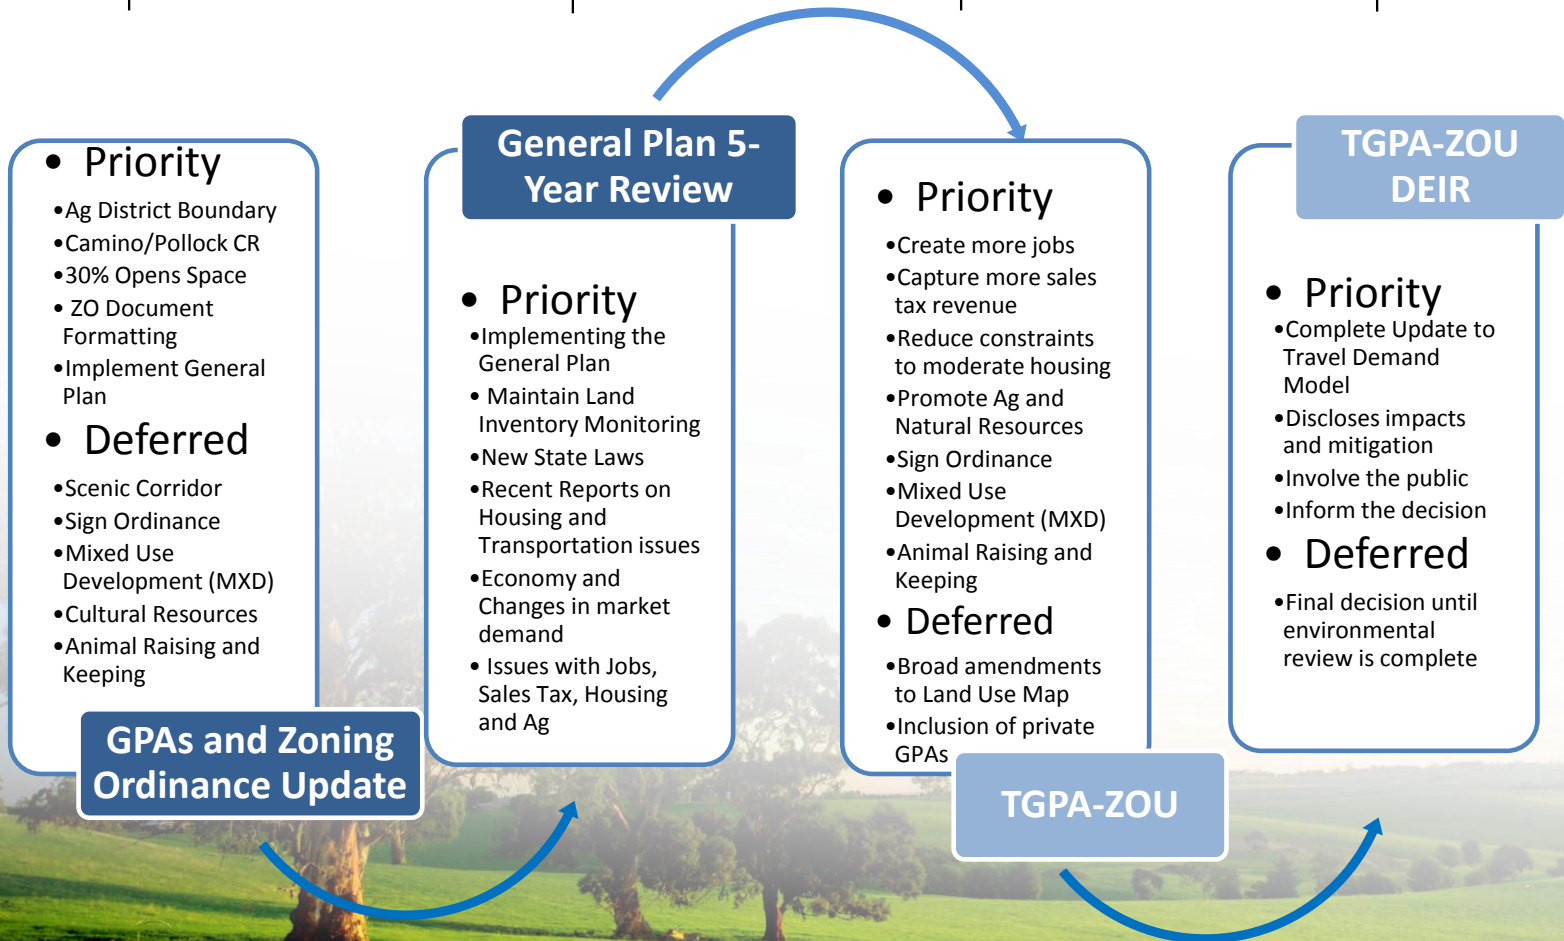 • Priority
•Ag District Boundary
•Camino/Pollock CR
•30% Opens Space
• ZO Document
Formatting
•Implement General
Plan
• Deferred
•Scenic Corridor
•Sign Ordinance
•Mixed Use
Development (MXD)
•Cultural Resources
•Animal Raising and
Keeping
GPAs and Zoning
Ordinance Update
General Plan 5-
Year Review
• Priority
•Implementing the
General Plan
• Maintain Land
Inventory Monitoring
•New State Laws
•Recent Reports on
Housing and
Transportation issues
•Economy and
Changes in market
demand
• Issues with Jobs,
Sales Tax, Housing
and Ag
• Priority
•Create more jobs
•Capture more sales
tax revenue
•Reduce constraints
to moderate housing
•Promote Ag and
Natural Resources
•Sign Ordinance
•Mixed Use
Development (MXD)
•Animal Raising and
Keeping
• Deferred
•Broad amendments
to Land Use Map
•Inclusion of private
GPAs
TGPA-ZOU
TGPA-ZOU
DEIR
• Priority
•Complete Update to
Travel Demand
Model
•Discloses impacts
and mitigation
•Involve the public
•Inform the decision
• Deferred
•Final decision until
environmental
review is complete